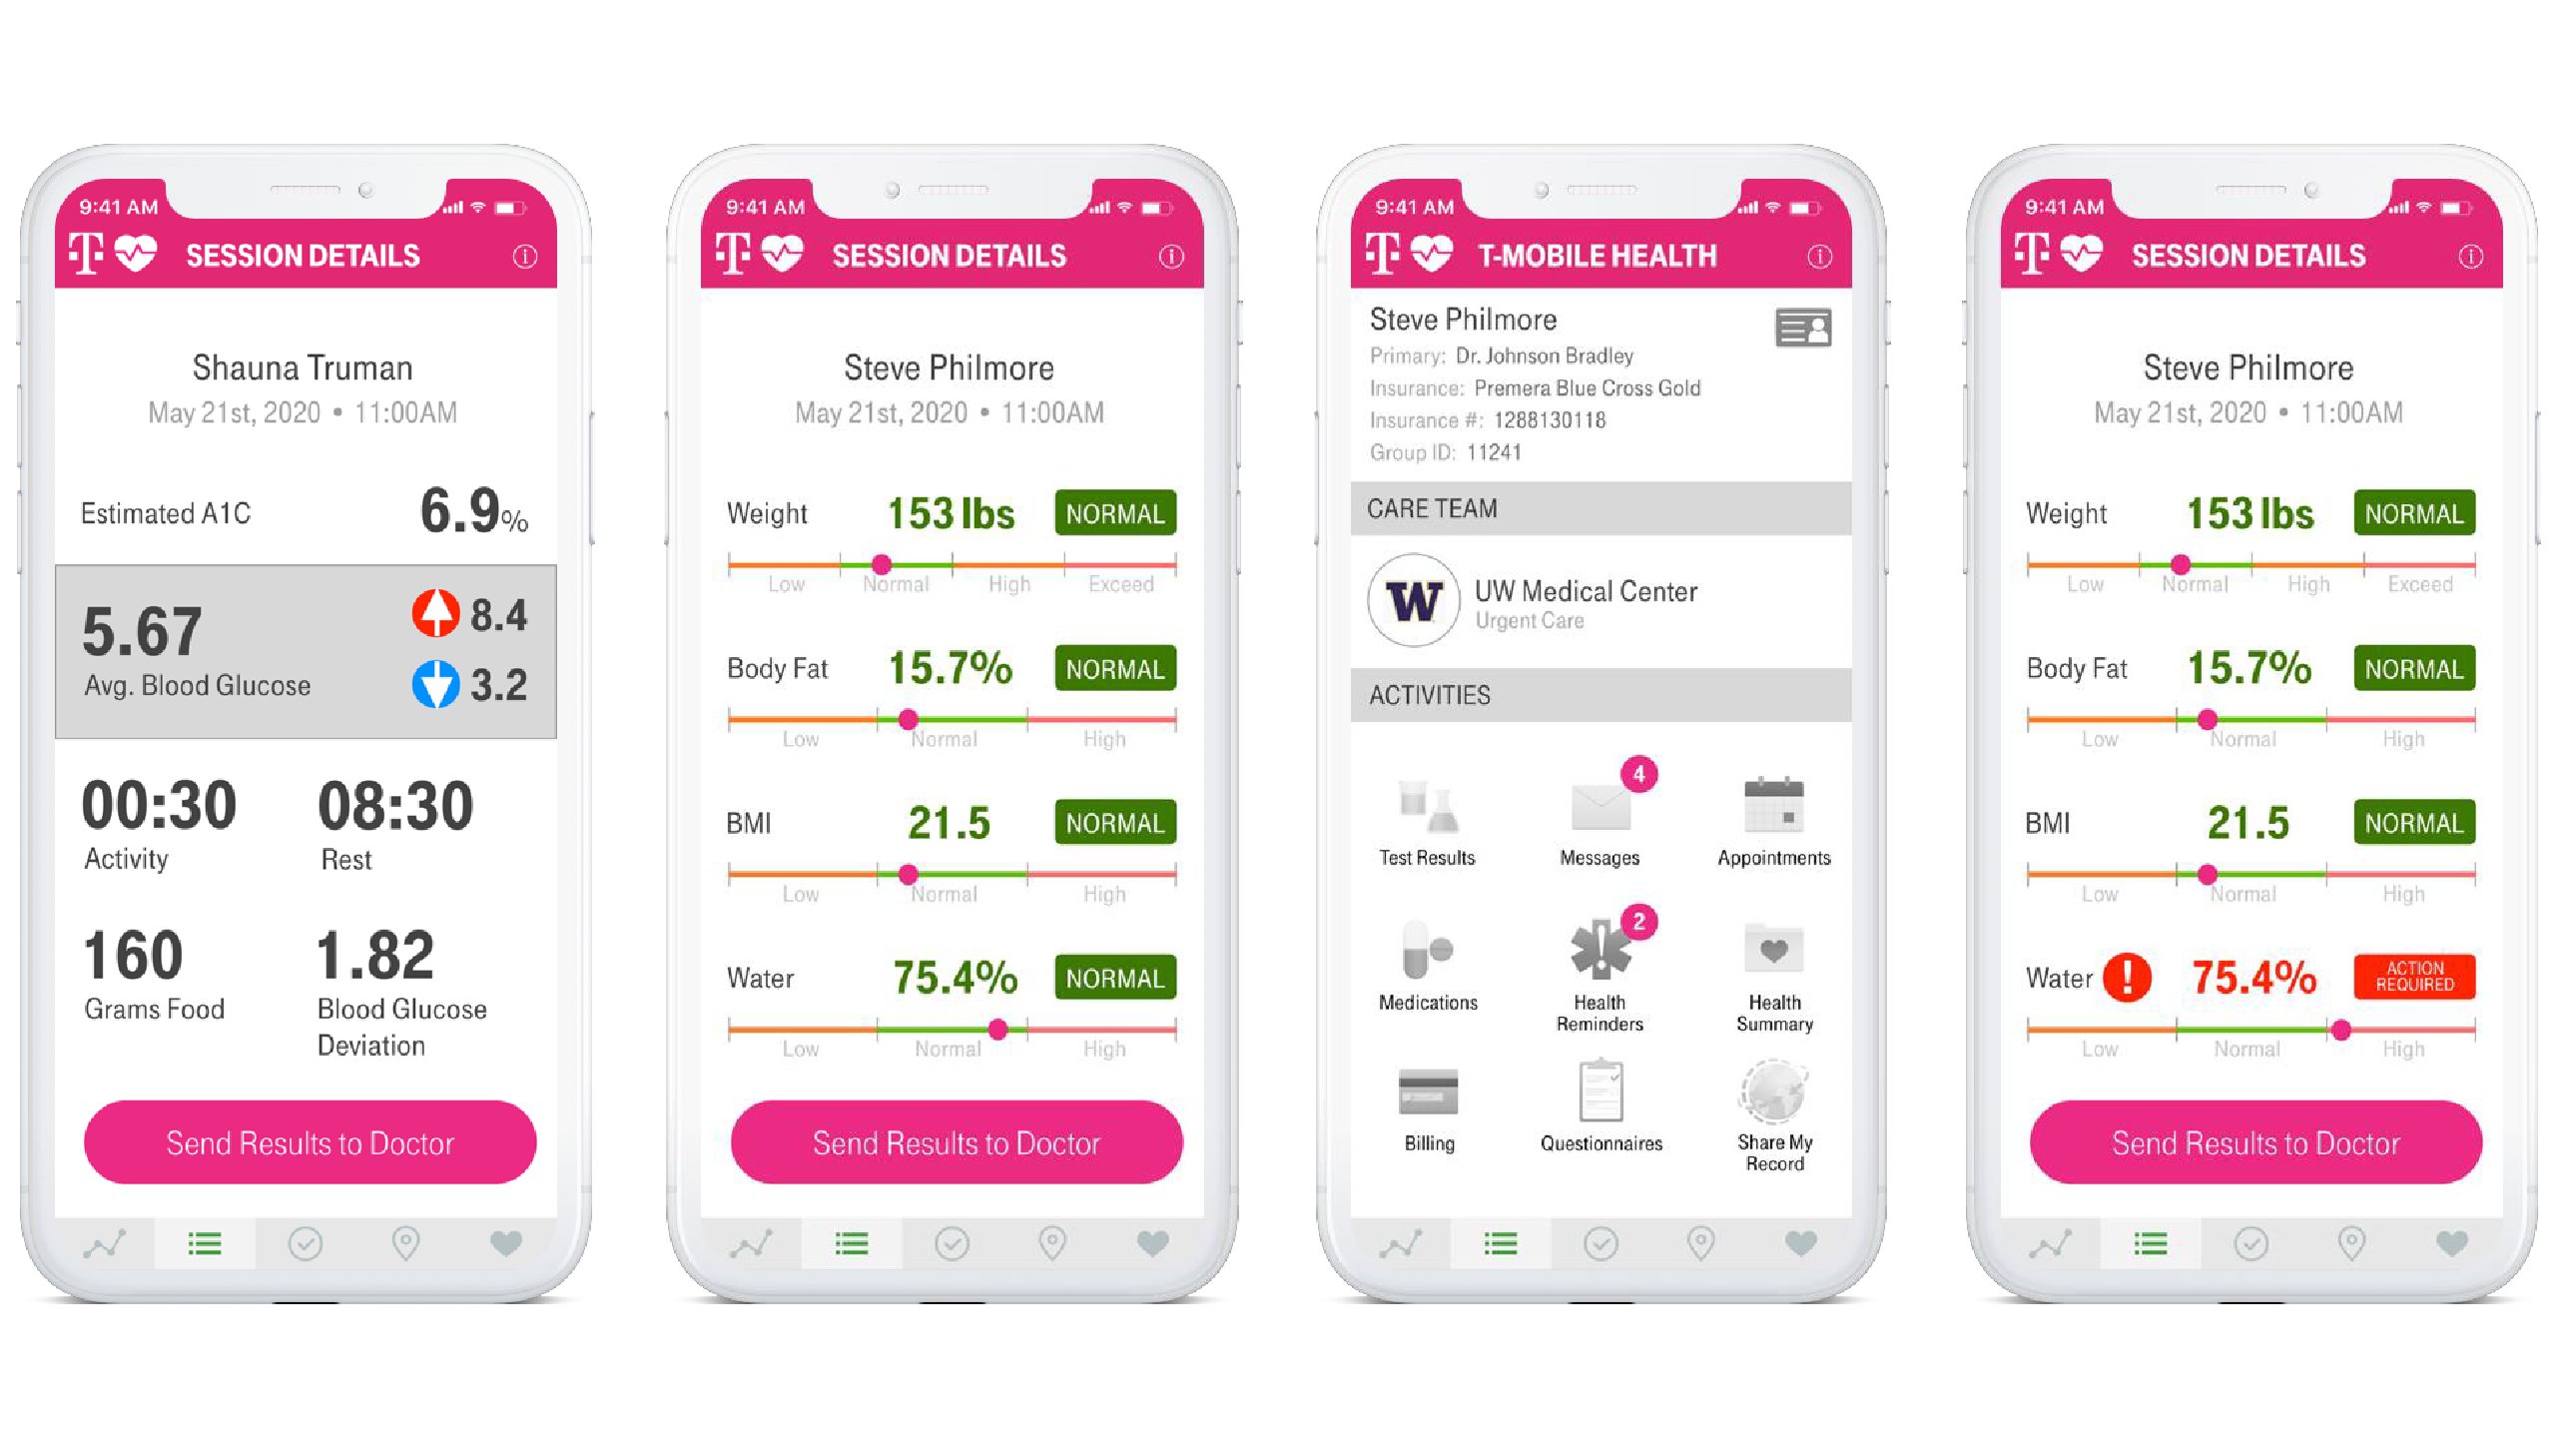 9:41 AM
T SESSION DETAILS
Shauna Truman
May 21st, 2020 • 11:00AM
Estimated A1C 6.9%
5.67
Avg. Blood Glucose
8.4
3.2
00:30 08:30
Activity Rest
160 1.82
Grams Food Blood Glucose
Deviation
Send Results to Doctor
9:41 AM
T SESSION DETAILS
Steve Philmore
May 21st, 2020 • 11:00AM
Weight 153 lbs NORMAL
Low Normal High Exceed
Body Fat 15.7% NORMAL
Low Normal High
BMI 21.5 NORMAL
Low Normal High
Water 75.4% NORMAL
Low Normal High
Send Results to Doctor
9:41 AM
T T-MOBILE HEALTH
Steve Philmore
Primary: Dr. Johnson Bradley
Insurance: Premera Blue Cross Gold
Insurance #: 1288130118
Group ID: 11241
CARE TEAM
W
UW Medical Center
Urgent Care
ACTIVITIES
4
Test Results Messages Appointments
2
Medications Health Health
Reminders Summary
Billing Questionnaires Share My
Record
9:41 AM
T SESSION DETAILS
Steve Philmore
May 21st, 2020 • 11:00AM
Weight 153 lbs NORMAL
Low Normal High Exceed
Body Fat 15.7% NORMAL
Low Normal High
BMI 21.5 NORMAL
Low Normal High
Water ! 75.4% ACTION
REQUIRED
Low Normal High
Send Results to Doctor